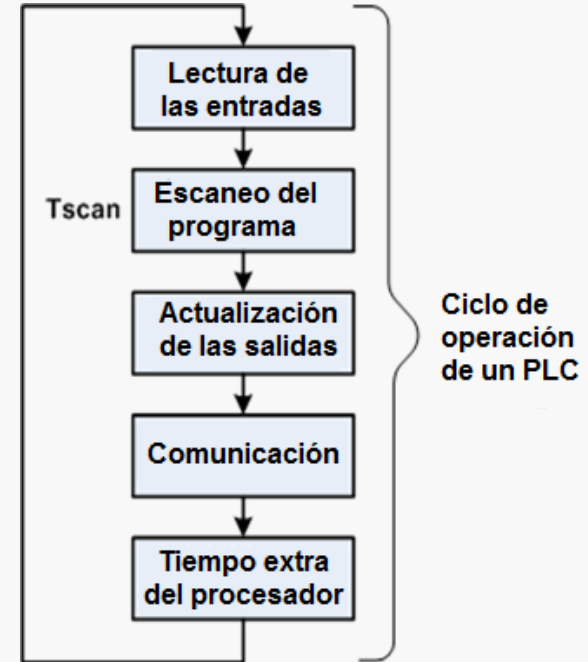 Lectura de
las entradas
Tscan
Escaneo del
programa
Actualización
de las salidas
Comunicación
Tiempo extra
del procesador
Ciclo de
operación
de un PLC